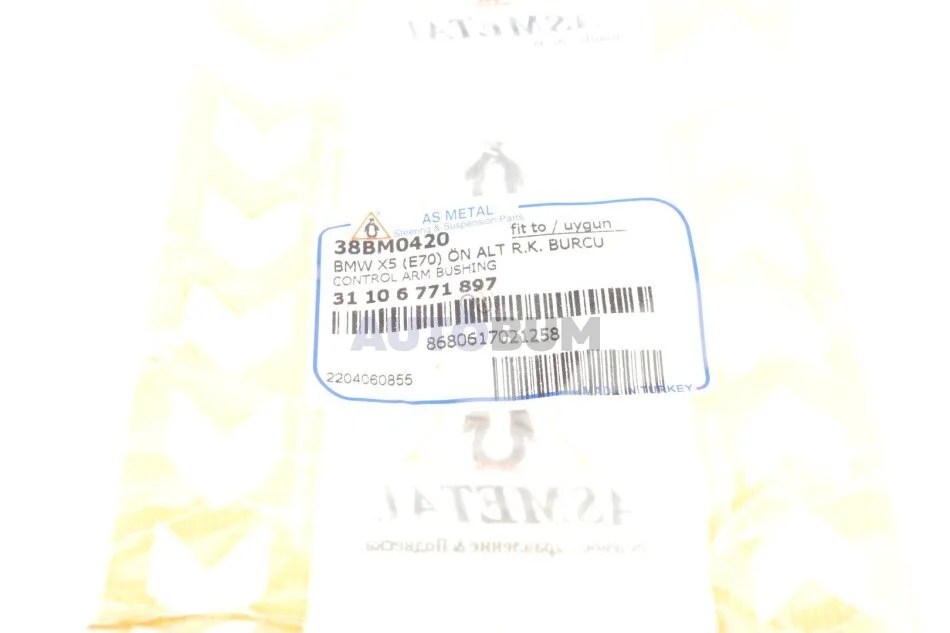 ASMETAL
AS METAL
Steering & Suspension Parts
38BM0420
fit to / uygun
BMW X5 (E70) ÖN ALT R.K. BURCU
CONTROL ARM BUSHING
31 10 6 771 897
AUTOBUM
8680617021258
2204060855
MADE IN TURKEY
ASMETAL